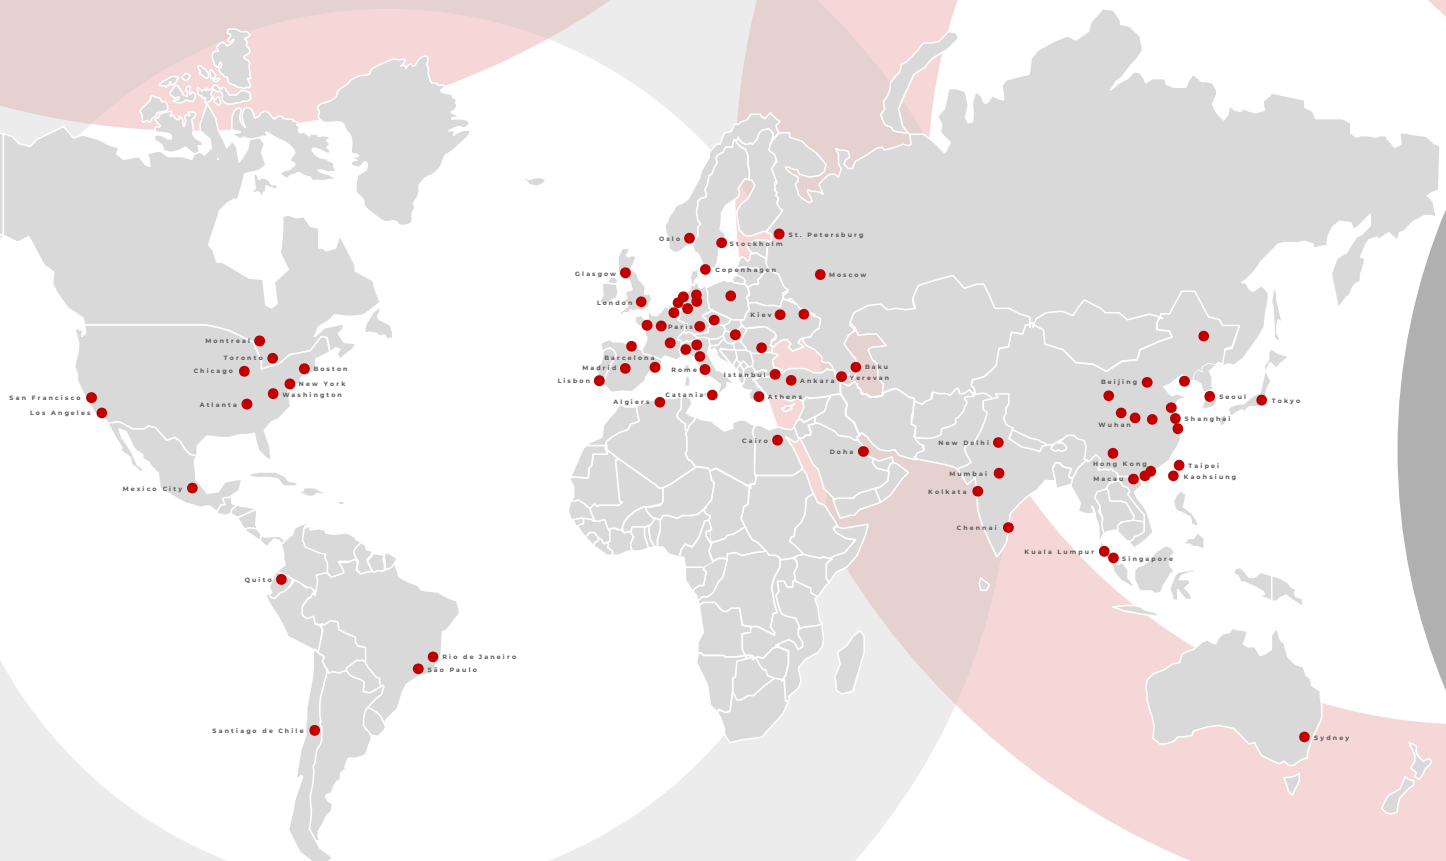 Oslo
St. Petersburg
Stockholm
Glasgow
Copenhagen
Moscow
London
Kiev
Paris
Montreal
Toronto
Barcelona
Boston
Chicago
Madrid
Rome
Istanbul
Baku
Lisbon
Ankara
Yerevan
Beijing
New York
Washington
Catania
Athens
San Francisco
Algiers
Seoul
Tokyo
Atlanta
Los Angeles
Shanghai
Wuhan
Cairo
New Delhi
Doha
Hong Kong
Taipei
Mumbai
Macau
Kaohsiung
Mexico City
Kolkata
Chennai
Kuala Lumpur
Singapore
Quito
Rio de Janeiro
São Paulo
Santiago de Chile
Sydney